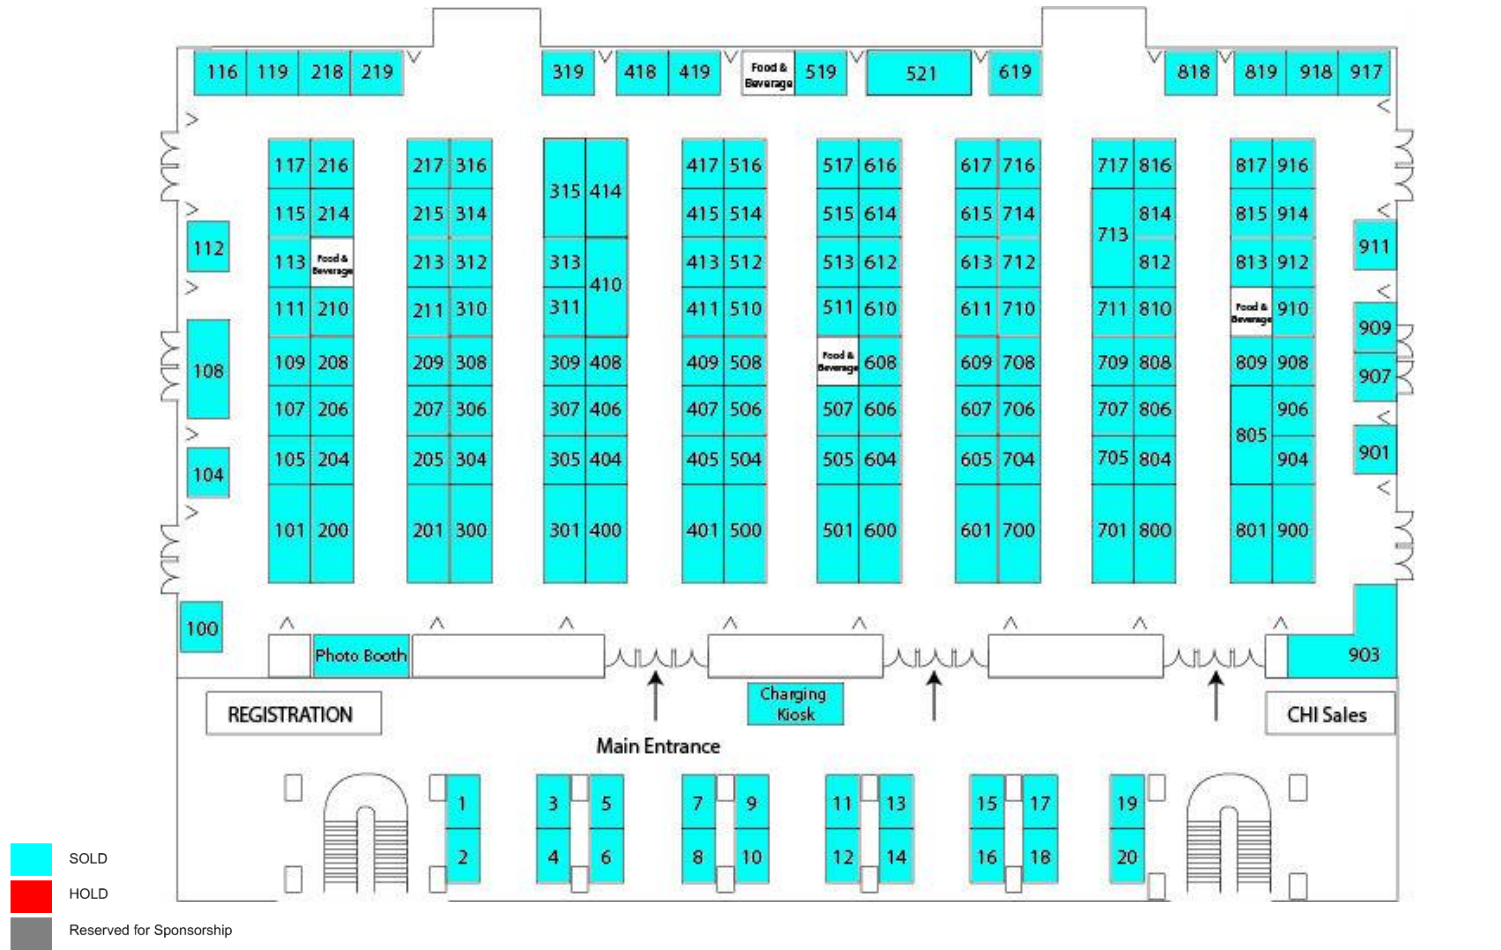 116 119 218 219 319 418 419 Food & 519 521 619 818 819 918 917
Beverage
117 216 217 316 417 516 517 616 617 716 717 816 817 916
315 414
115 214 215 314 415 514 515 614 615 714 814 815 914
713
112 911
113 Food & 213 312 313 413 512 513 612 613 712 812 813 912
Beverage
410
111 210 211 310 311 411 510 511 610 611 710 711 810 Food & 910
Beverage
909
109 208 209 308 309 408 409 508 Food & 608 609 708 709 808 809 908
Beverage
108 907
107 206 207 306 307 406 407 506 507 606 607 706 707 806 906
805
901
105 204 205 304 305 404 405 504 505 604 605 704 705 804 904
104
101 200 201 300 301 400 401 500 501 600 601 700 701 800 801 900
100
Photo Booth 903
Charging
Kiosk
REGISTRATION CHI Sales
Main Entrance
1 3 5 7 9 11 13 15 17 19
2 4 6 8 10 12 14 16 18 20
SOLD
HOLD
Reserved for Sponsorship